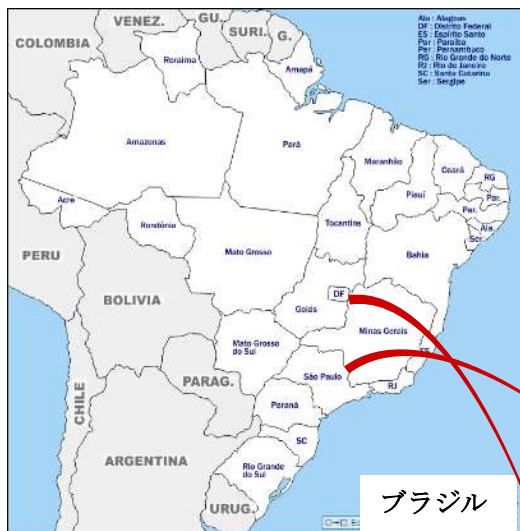 VENEZ.
GU.
SURI.
G.
COLOMBIA
Roraima
Amapá
Ala : Alagoas
DF : Distrito Federal
ES : Espírito Santo
Par : Paraíba
Per : Pernambuco
RG : Rio Grande do Norte
RJ : Rio de Janeiro
SC : Santa Catarina
Ser : Sergipe
Amazonas
Pará
Maranhão
Ceará
RG
Par.
Piauí
Per.
Ala.
Ser.
Acre
Rondônia
Tocantins
PERU
Mato Grosso
Bahia
BOLIVIA
DF
Goiás
Minas Gerais
Mato Grosso
do Sul
ES
São Paulo
RJ
PARAG.
CHILE
Paraná
SC
ARGENTINA
Rio Grande
do Sul
URUG.
ブラジル